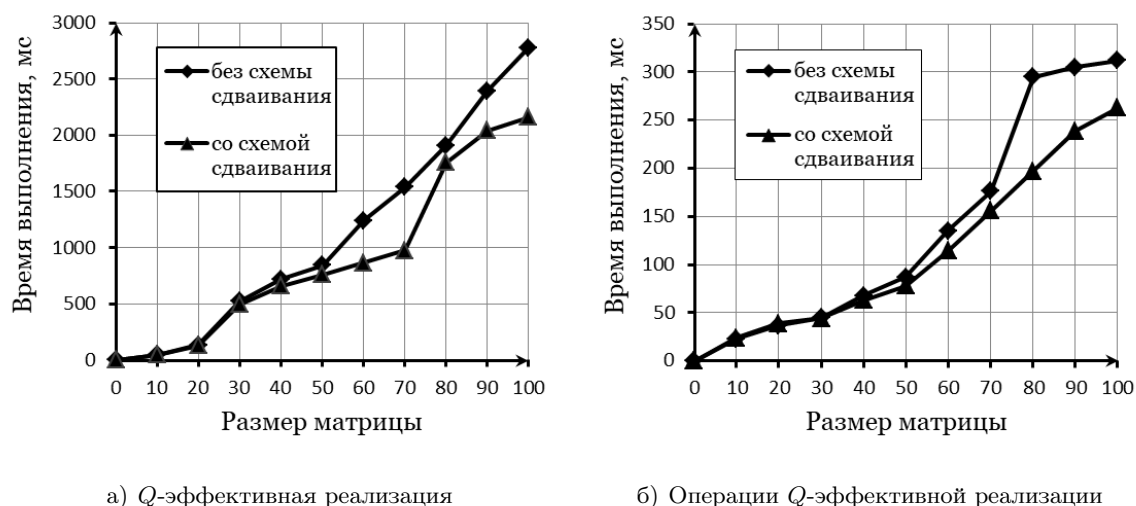 Время выполнения, мс
3000
2500
2000
1500
1000
500
0
без схемы
сдваивания
со схемой
сдваивания
0 10 20 30 40 50 60 70 80 90 100
Размер матрицы
а) Q-эффективная реализация
Время выполнения, мс
350
300
250
200
150
100
50
0
без схемы
сдваивания
со схемой
сдваивания
0 10 20 30 40 50 60 70 80 90 100
Размер матрицы
б) Операции Q-эффективной реализации